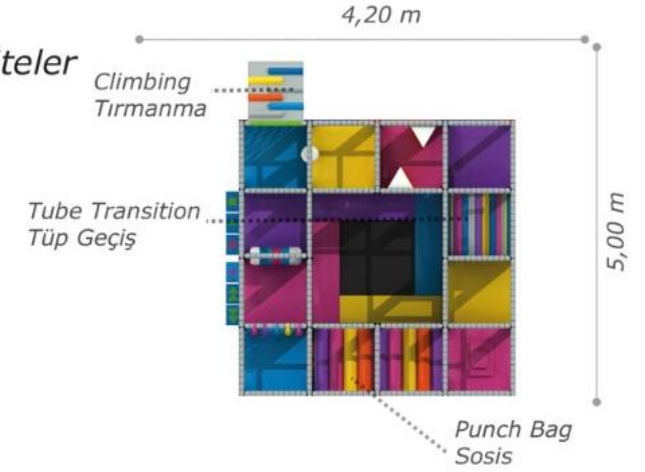 4,20 m
teler
Climbing
Tırmanma
Tube Transition
Tüp Geçiş
5,00 m
Punch Bag
Sosis